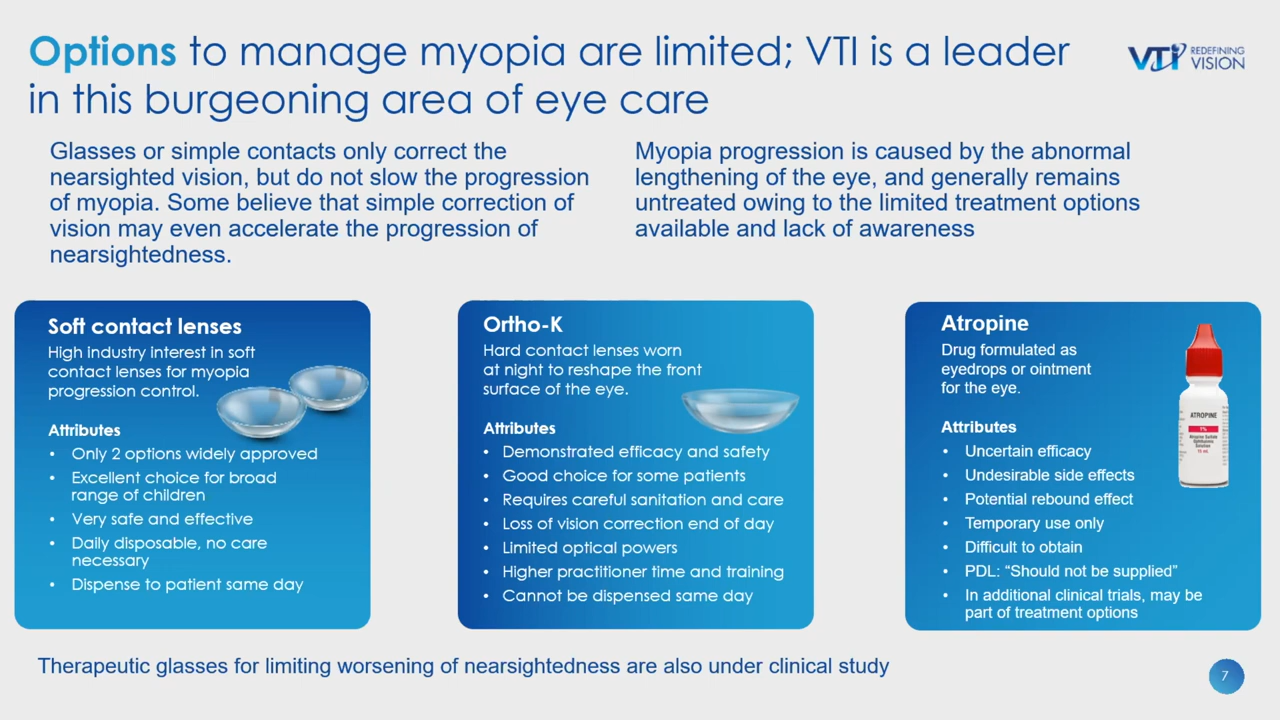 Options to manage myopia are limited; VTI is a leader
in this burgeoning area of eye care
VTI REDEFINING
VISION
Glasses or simple contacts only correct the
nearsighted vision, but do not slow the progression
of myopia. Some believe that simple correction of
vision may even accelerate the progression of
nearsightedness.
Myopia progression is caused by the abnormal
lengthening of the eye, and generally remains
untreated owing to the limited treatment options
available and lack of awareness
Soft contact lenses
High industry interest in soft
contact lenses for myopia
progression control.
Attributes
• Only 2 options widely approved
• Excellent choice for broad
range of children
• Very safe and effective
• Daily disposable, no care
necessary
• Dispense to patient same day
Ortho-K
Hard contact lenses worn
at night to reshape the front
surface of the eye.
Attributes
• Demonstrated efficacy and safety
• Good choice for some patients
• Requires careful sanitation and care
• Loss of vision correction end of day
• Limited optical powers
• Higher practitioner time and training
• Cannot be dispensed same day
Atropine
Drug formulated as
eyedrops or ointment
for the eye.
Attributes
• Uncertain efficacy
• Undesirable side effects
• Potential rebound effect
• Temporary use only
• Difficult to obtain
• PDL: “Should not be supplied”
• In additional clinical trials, may be
part of treatment options
ATROPINE
1%
Atropine Sulfate
Ophthalmic
Solution
15 mL
Therapeutic glasses for limiting worsening of nearsightedness are also under clinical study
7